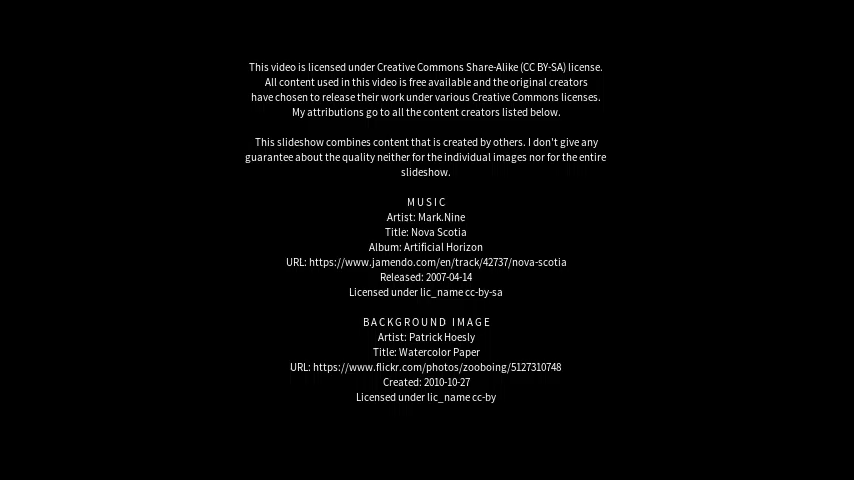 This video is licensed under Creative Commons Share-Alike (CC BY-SA) license.
All content used in this video is free available and the original creators
have chosen to release their work under various Creative Commons licenses.
My attributions go to all the content creators listed below.
This slideshow combines content that is created by others. I don't give any
guarantee about the quality neither for the individual images nor for the entire
slideshow.
MUSIC
Artist: Mark.Nine
Title: Nova Scotia
Album: Artificial Horizon
URL: https://www.jamendo.com/en/track/42737/nova-scotia
Released: 2007-04-14
Licensed under lic_name cc-by-sa
BACKGROUND IMAGE
Artist: Patrick Hoesly
Title: Watercolor Paper
URL: https://www.flickr.com/photos/zooboing/5127310748
Created: 2010-10-27
Licensed under lic_name cc-by